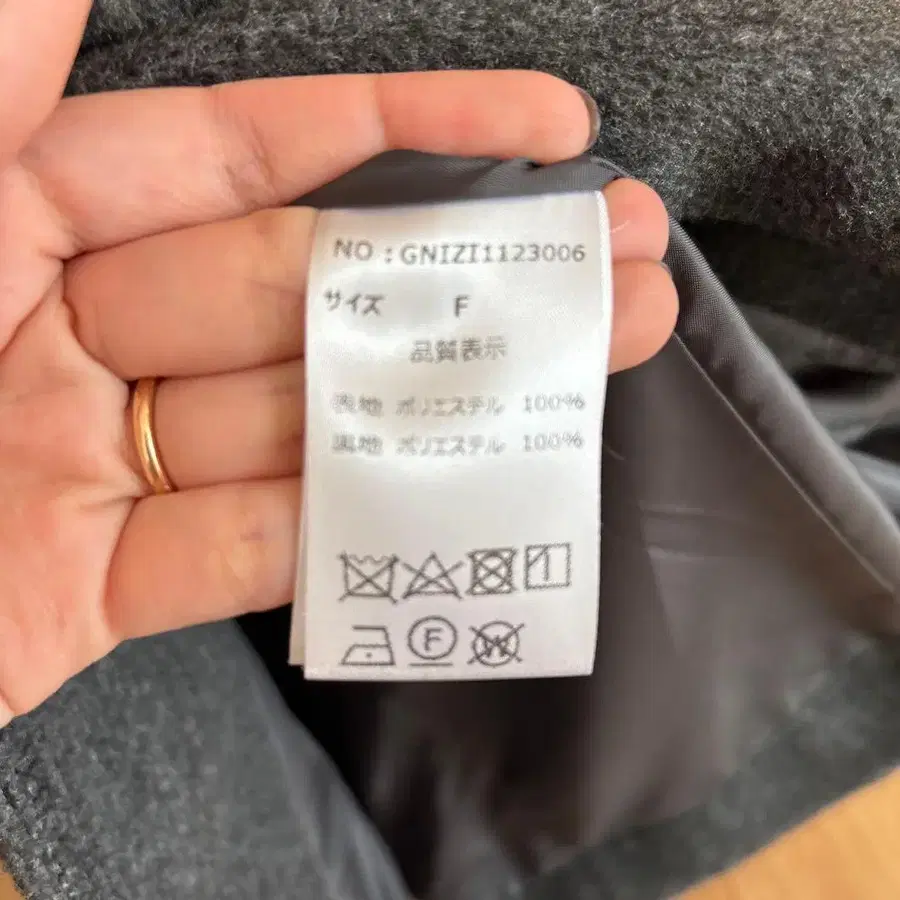 NO:GNIZI1123006
サイズ F
品質表示
表地 ポリエステル 100%
裏地 ポリエステル 100%
F
W